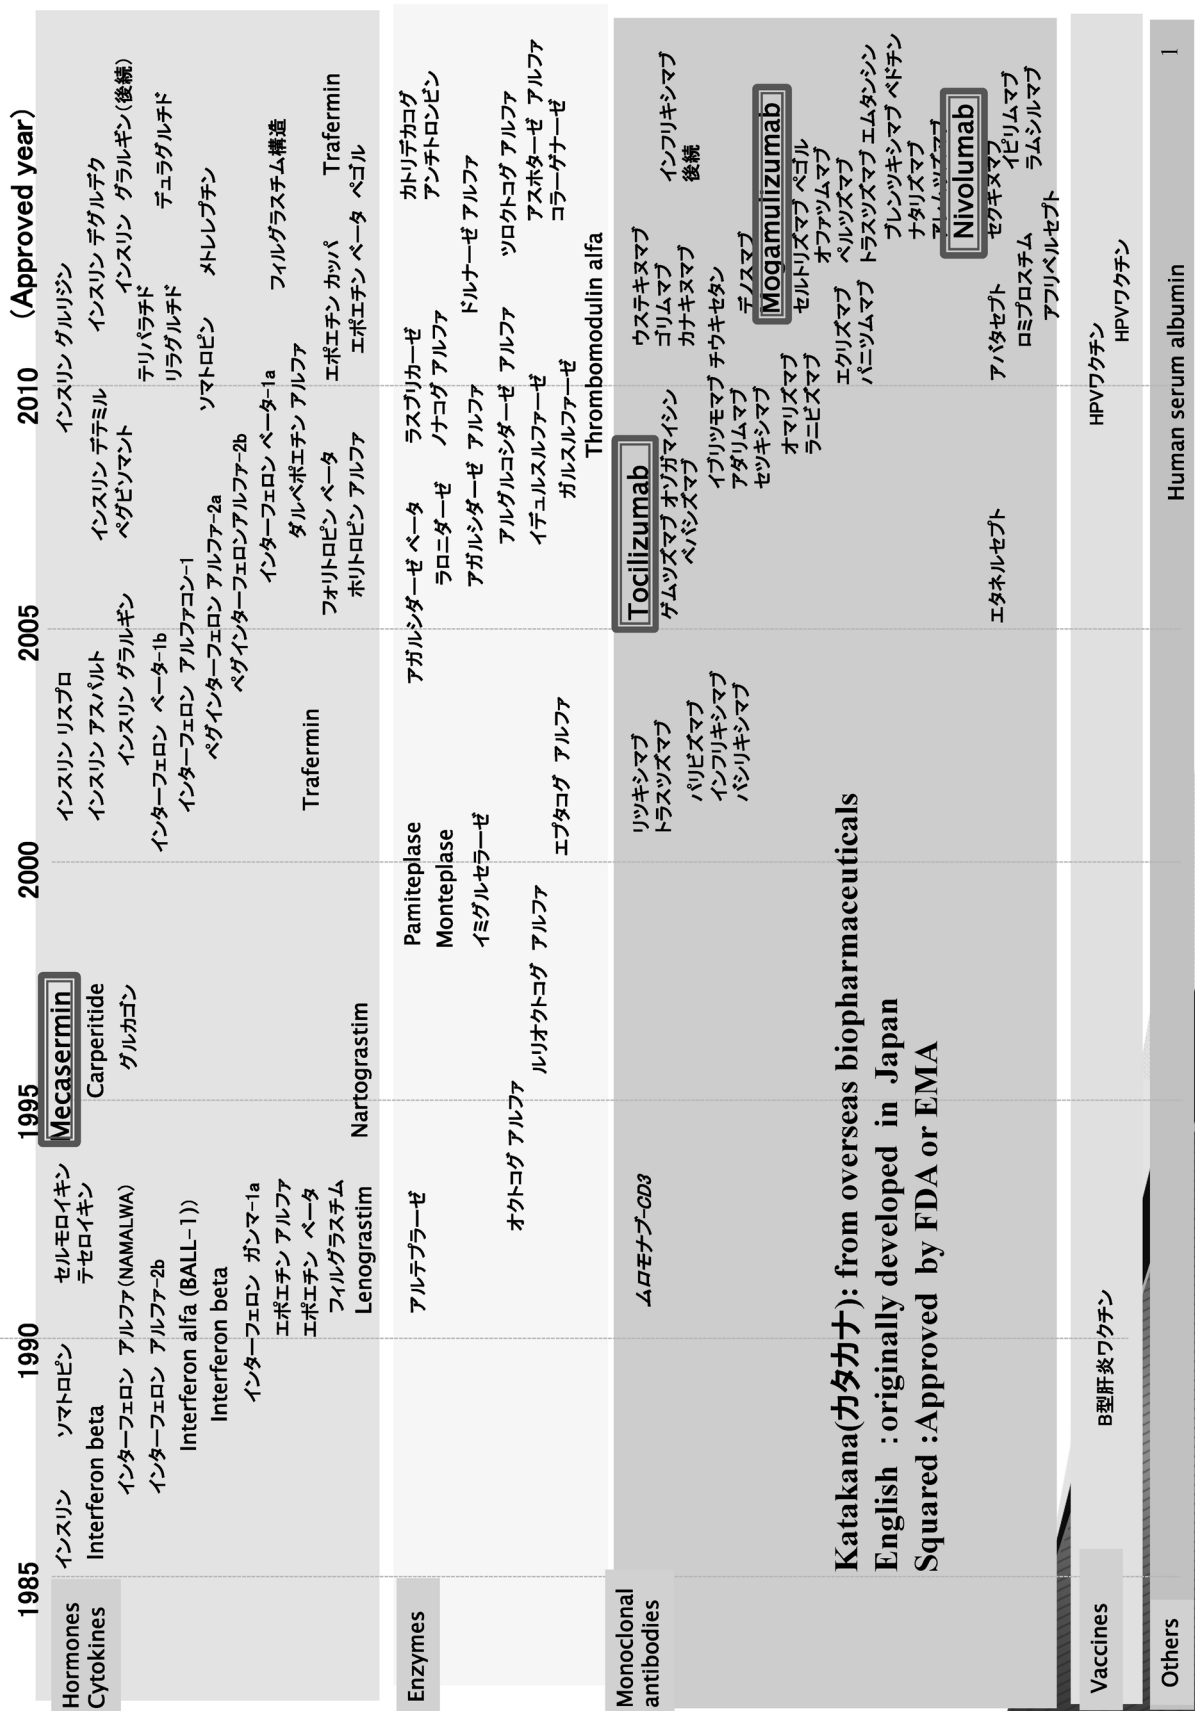 1985 1990 1995 2000 2005 2010 (Approved year)
Hormones
Cytokines
インスリン ソマトロピン セルモロイキン Mecasermin インスリン リスプロ インスリン グルリジン
Interferon beta テセロイキン Carperitide インスリン アスパルト インスリン デテミル インスリン デグルデク
インターフェロン アルファ(NAMALWA) グルカゴン インスリン グラルギン ペグビソマント インスリン グラルギン(後続)
インターフェロン アルファ-2b インターフェロン ベータ-1b テリパラチド デュラグルチド
Interferon alfa (BALL-1)) インターフェロン アルファコン-1 リラグルチド
Interferon beta ペグインターフェロン アルファ-2a ソマトロピン メトレレプチン
インターフェロン ガンマ-1a ペグインターフェロンアルファ-2b
エポエチン アルファ インターフェロン ベータ-1a フィルグラスチム構造
エポエチン ベータ Trafermin ダルベポエチン アルファ
フィルグラスチム フォリトロピン ベータ エポエチン カッパ Trafermin
Lenograstim Nartograstim ホリトロピン アルファ エポエチン ベータ ペゴル
Enzymes
アルテプラーゼ Pamiteplase アガルシダーゼ ベータ ラスブリカーゼ カトリデカコグ
Monteplase ラロニダーゼ ノナコグ アルファ アンチトロンビン
イミグルセラーゼ アガルシダーゼ アルファ ドルナーゼ アルファ
オクトコグ アルファ アルグルコシダーゼ アルファ ツロクトコグ アルファ
ルリオクトコグ アルファ イデュルスルファーゼ アスホターゼ アルファ
エプタコグ アルファ ガルスルファーゼ コラーゲナーゼ
Thrombomodulin alfa
Monoclonal
antibodies
ムロモナブ-CD3 リツキシマブ Tocilizumab ウステキヌマブ
トラスツズマブ ゲムツズマブ オゾガマイシン ゴリムマブ インフリキシマブ
パリビズマブ ベバシズマブ カナキヌマブ 後続
インフリキシマブ イブリツモマブ チウキセタン
バシリキシマブ アダリムマブ デノスマブ
セツキシマブ Mogamulizumab
オマリズマブ セルトリズマブ ペゴル
ラニビズマブ オファツムマブ
エクリズマブ ペルツズマブ
パニツムマブ トラスツズマブ エムタンシン
ブレンツキシマブ ベドチン
ナタリズマブ
Nivolumab
エタネルセプト アバタセプト セクキヌマブ
ロミプロスチム イピリムマブ
アフリベルセプト ラムシルマブ
Katakana(カタカナ): from overseas biopharmaceuticals
English : originally developed in Japan
Squared :Approved by FDA or EMA
Vaccines
B型肝炎ワクチン HPVワクチン
HPVワクチン
Others
Human serum albumin 1